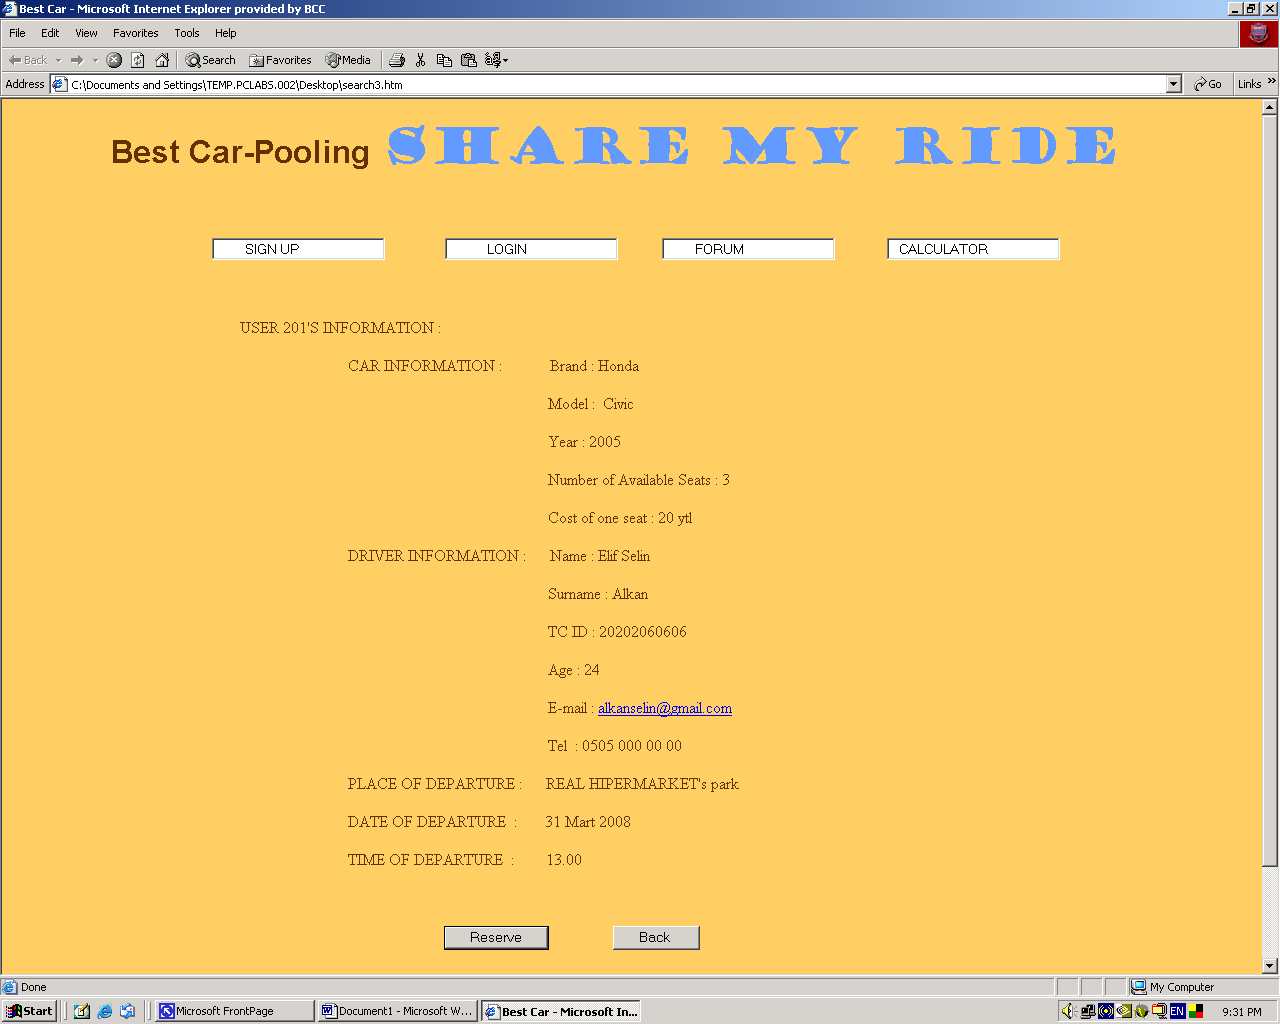 Best Car - Microsoft Internet Explorer provided by BCC
File Edit View Favorites Tools Help
Back Search Favorites Media
Address C:\Documents and Settings\TEMP.PCLABS.002\Desktop\search3.htm Go Links »
Best Car-Pooling SHARE MY RIDE
SIGN UP LOGIN FORUM CALCULATOR
USER 201'S INFORMATION :
CAR INFORMATION : Brand : Honda
Model : Civic
Year : 2005
Number of Available Seats : 3
Cost of one seat : 20 ytl
DRIVER INFORMATION : Name : Elif Selin
Surname : Alkan
TC ID : 20202060606
Age : 24
E-mail : alkanselin@gmail.com
Tel : 0505 000 00 00
PLACE OF DEPARTURE : REAL HIPERMARKET's park
DATE OF DEPARTURE : 31 Mart 2008
TIME OF DEPARTURE : 13.00
Reserve Back
Done My Computer
Start Microsoft FrontPage Document1 - Microsoft W... Best Car - Microsoft In... EN 9:31 PM